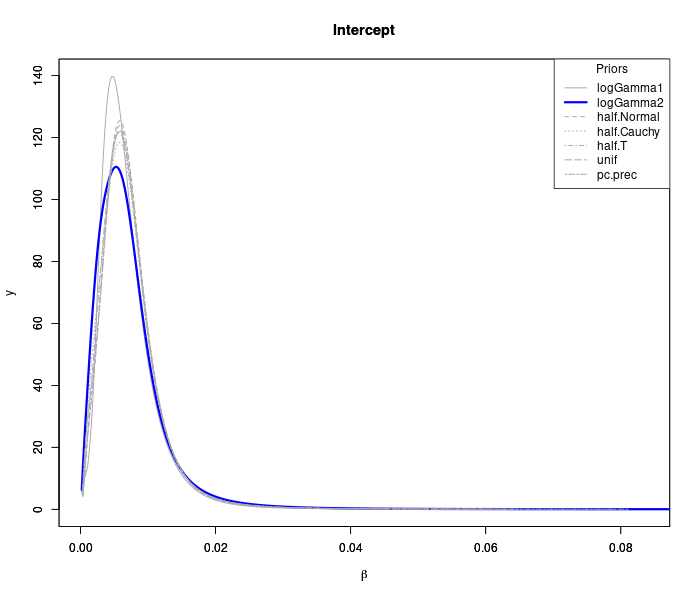 Intercept
Priors
logGamma1
logGamma2
half.Normal
half.Cauchy
half.T
unif
pc.prec
140
120
100
80
60
40
20
0
y
0.00 0.02 0.04 0.06 0.08
β